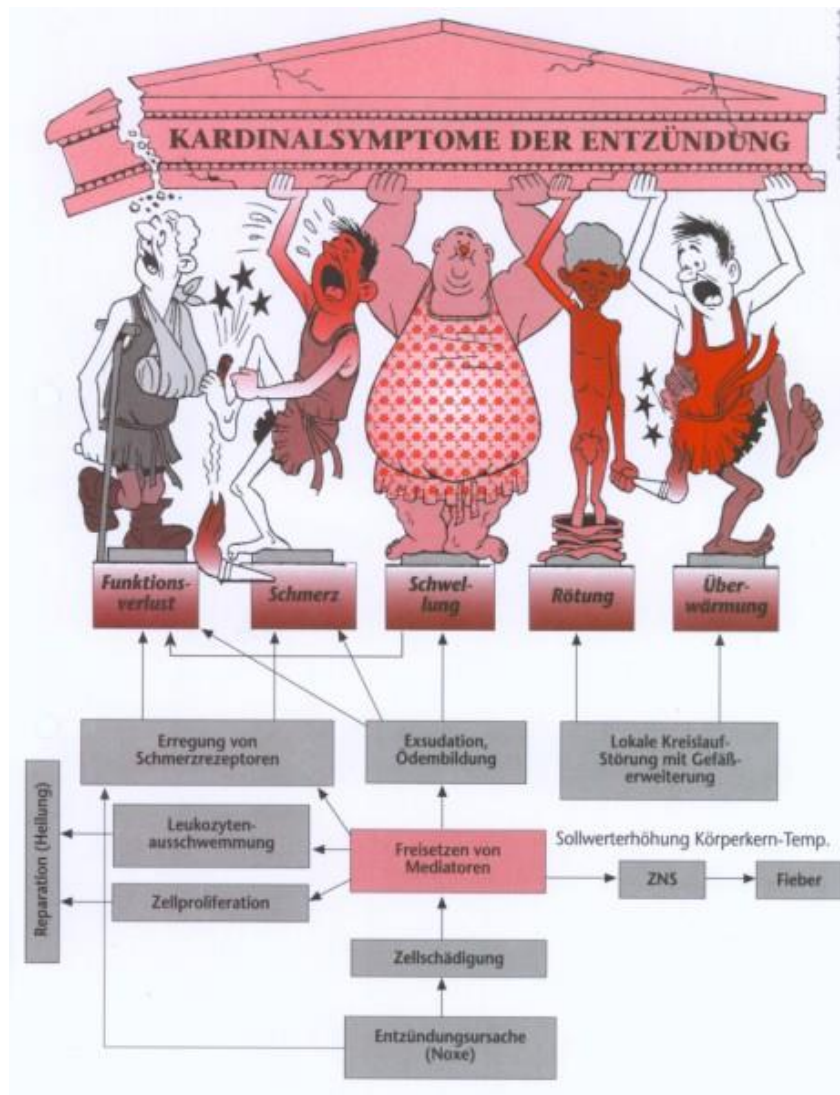 KARDINALSYMPTOME DER ENTZÜNDUNG
Funktions-
verlust
Schmerz
Schwel-
lung
Rötung
Über-
wärmung
Erregung von
Schmerzrezeptoren
Exsudation,
Ödembildung
Lokale Kreislauf-
Störung mit Gefäß-
erweiterung
Reparation (Heilung)
Leukozyten-
ausschwemmung
Freisetzen von
Mediatoren
Sollwerterhöhung Körperkern-Temp.
ZNS
Fieber
Zellproliferation
Zellschädigung
Entzündungsursache
(Noxe)